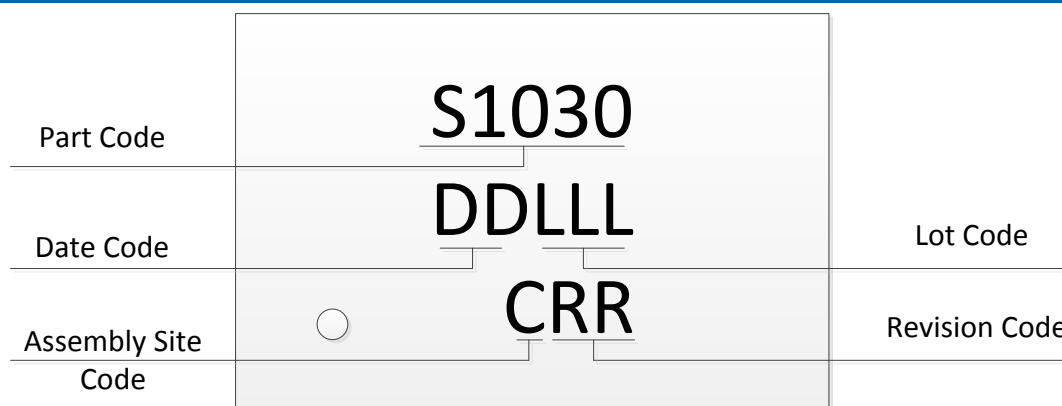 S1030
Part Code
DDLLL
Date Code
Lot Code
CRR
Assembly Site
Code
Revision Code